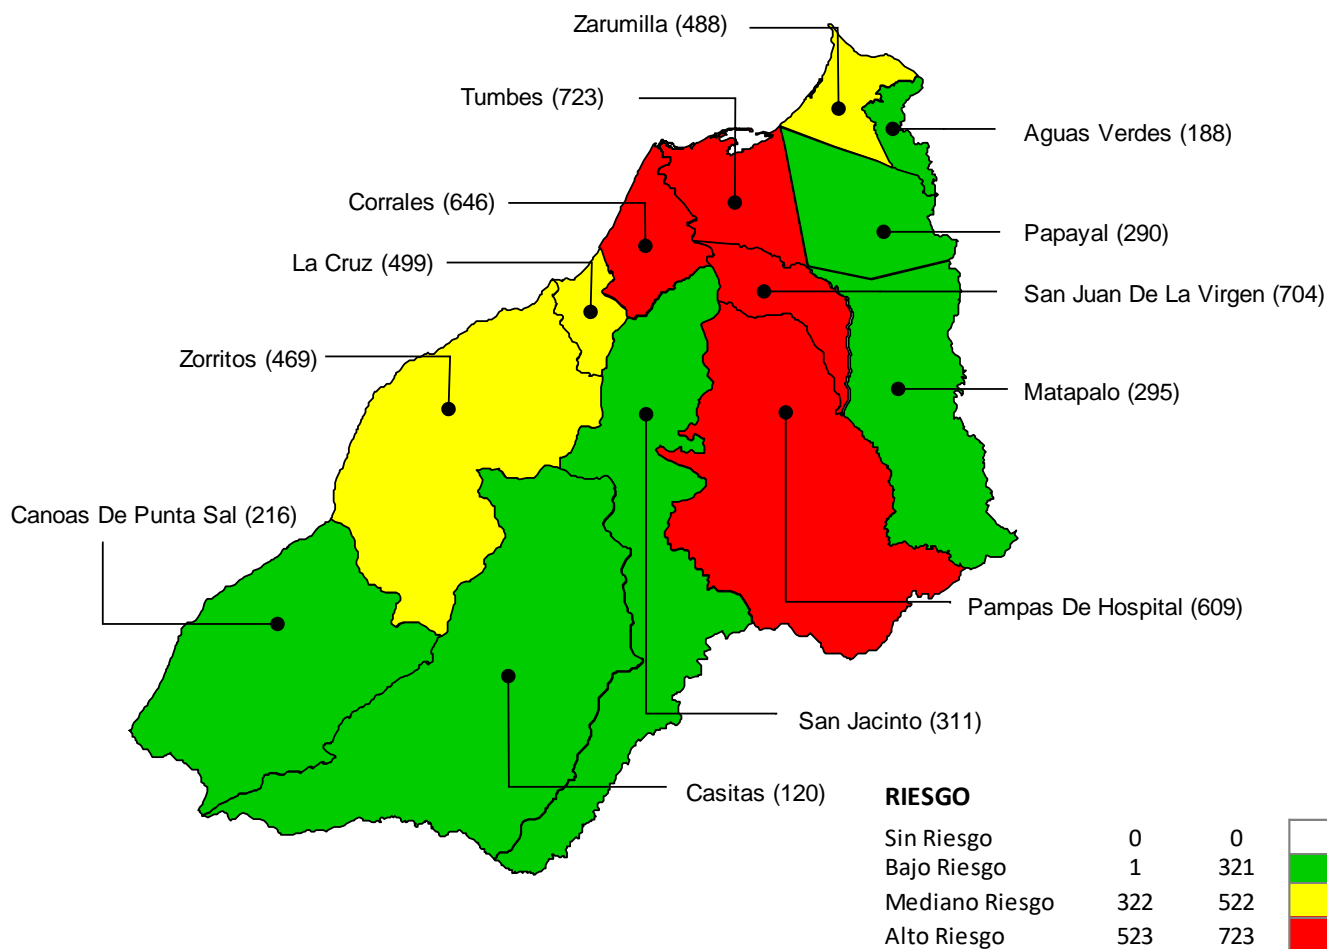 Zarumilla (488)
Tumbes (723)
Aguas Verdes (188)
Corrales (646)
Papayal (290)
La Cruz (499)
San Juan De La Virgen (704)
Zorritos (469)
Matapalo (295)
Canoas De Punta Sal (216)
Pampas De Hospital (609)
San Jacinto (311)
Casitas (120)
RIESGO
Sin Riesgo 0 0
Bajo Riesgo 1 321
Mediano Riesgo 322 522
Alto Riesgo 523 723